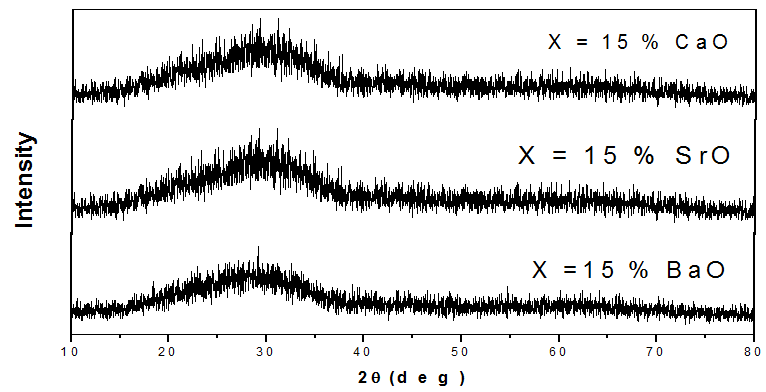 X = 15 % CaO
X = 15 % SrO
X =15 % BaO
Intensity
10 20 30 40 50 60 70 80
2θ(deg)